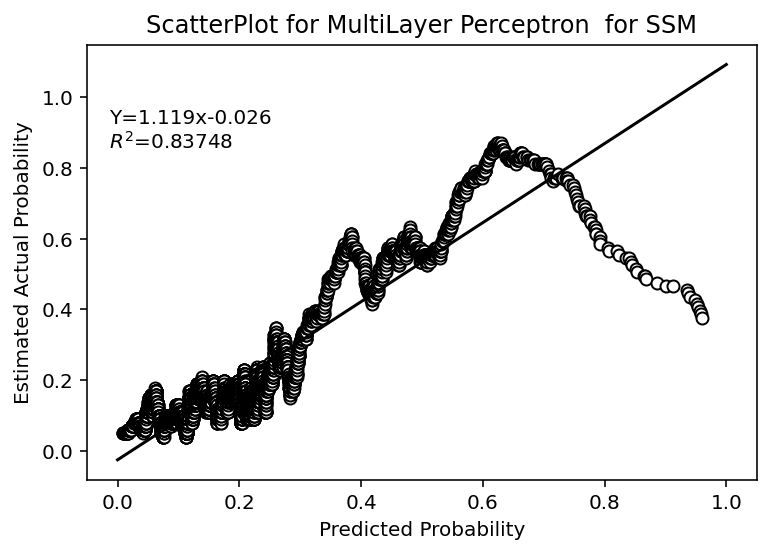 ScatterPlot for MultiLayer Perceptron  for SSM
Y=1.119x-0.026
R²=0.83748
Estimated Actual Probability
1.0
0.8
0.6
0.4
0.2
0.0
0.0 0.2 0.4 0.6 0.8 1.0
Predicted Probability